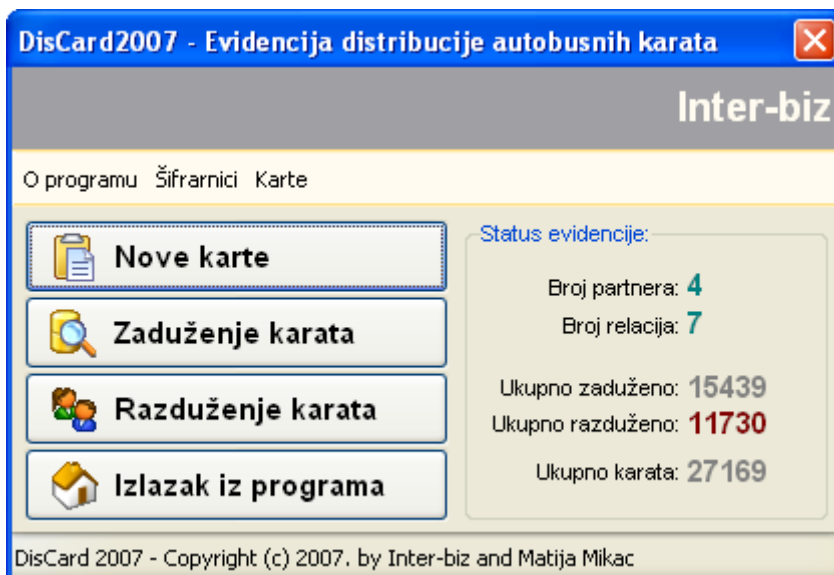 DisCard2007 - Evidencija distribucije autobusnih karata
Inter-biz
O programu Šifrarnici Karte
Nove karte
Zaduženje karata
Razduženje karata
Izlazak iz programa
Status evidencije:
Broj partnera: 4
Broj relacija: 7
Ukupno zaduženo: 15439
Ukupno razduženo: 11730
Ukupno karata: 27169
DisCard 2007 - Copyright (c) 2007. by Inter-biz and Matija Mikac